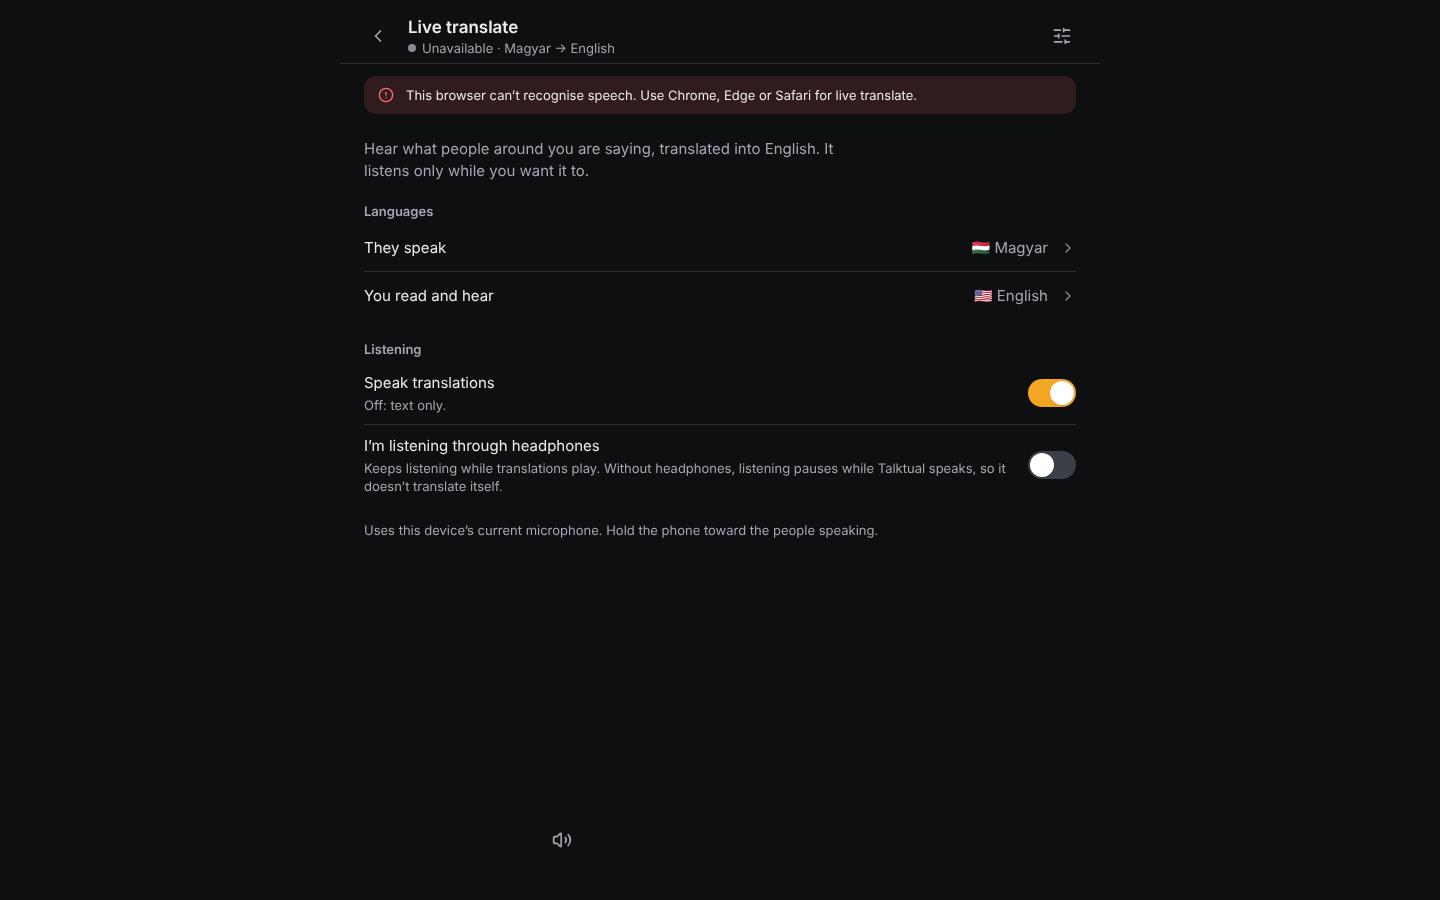 Live translate
Unavailable · Magyar → English
This browser can’t recognise speech. Use Chrome, Edge or Safari for live translate.
Hear what people around you are saying, translated into English. It
listens only while you want it to.
Languages
They speak
🇭🇺 Magyar
You read and hear
🇺🇸 English
Listening
Speak translations
Off: text only.
I’m listening through headphones
Keeps listening while translations play. Without headphones, listening pauses while Talktual speaks, so it
doesn’t translate itself.
Uses this device’s current microphone. Hold the phone toward the people speaking.